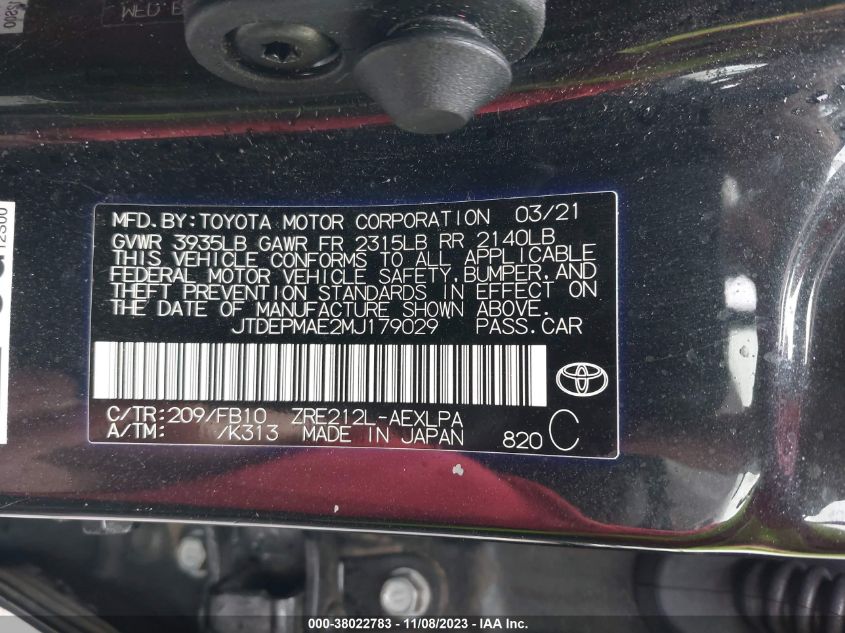 MFD. BY: TOYOTA MOTOR CORPORATION 03/21
GVWR 3935LB GAWR FR 2315LB RR 2140LB
THIS VEHICLE CONFORMS TO ALL APPLICABLE
FEDERAL MOTOR VEHICLE SAFETY, BUMPER, AND
THEFT PREVENTION STANDARDS IN EFFECT ON
THE DATE OF MANUFACTURE SHOWN ABOVE.
JTDEPMAE2MJ179029 PASS. CAR
C/TR: 209/FB10 ZRE212L-AEXLPA
A/TM: /K313 MADE IN JAPAN 820 C
000-38022783 - 11/08/2023 - IAA Inc.